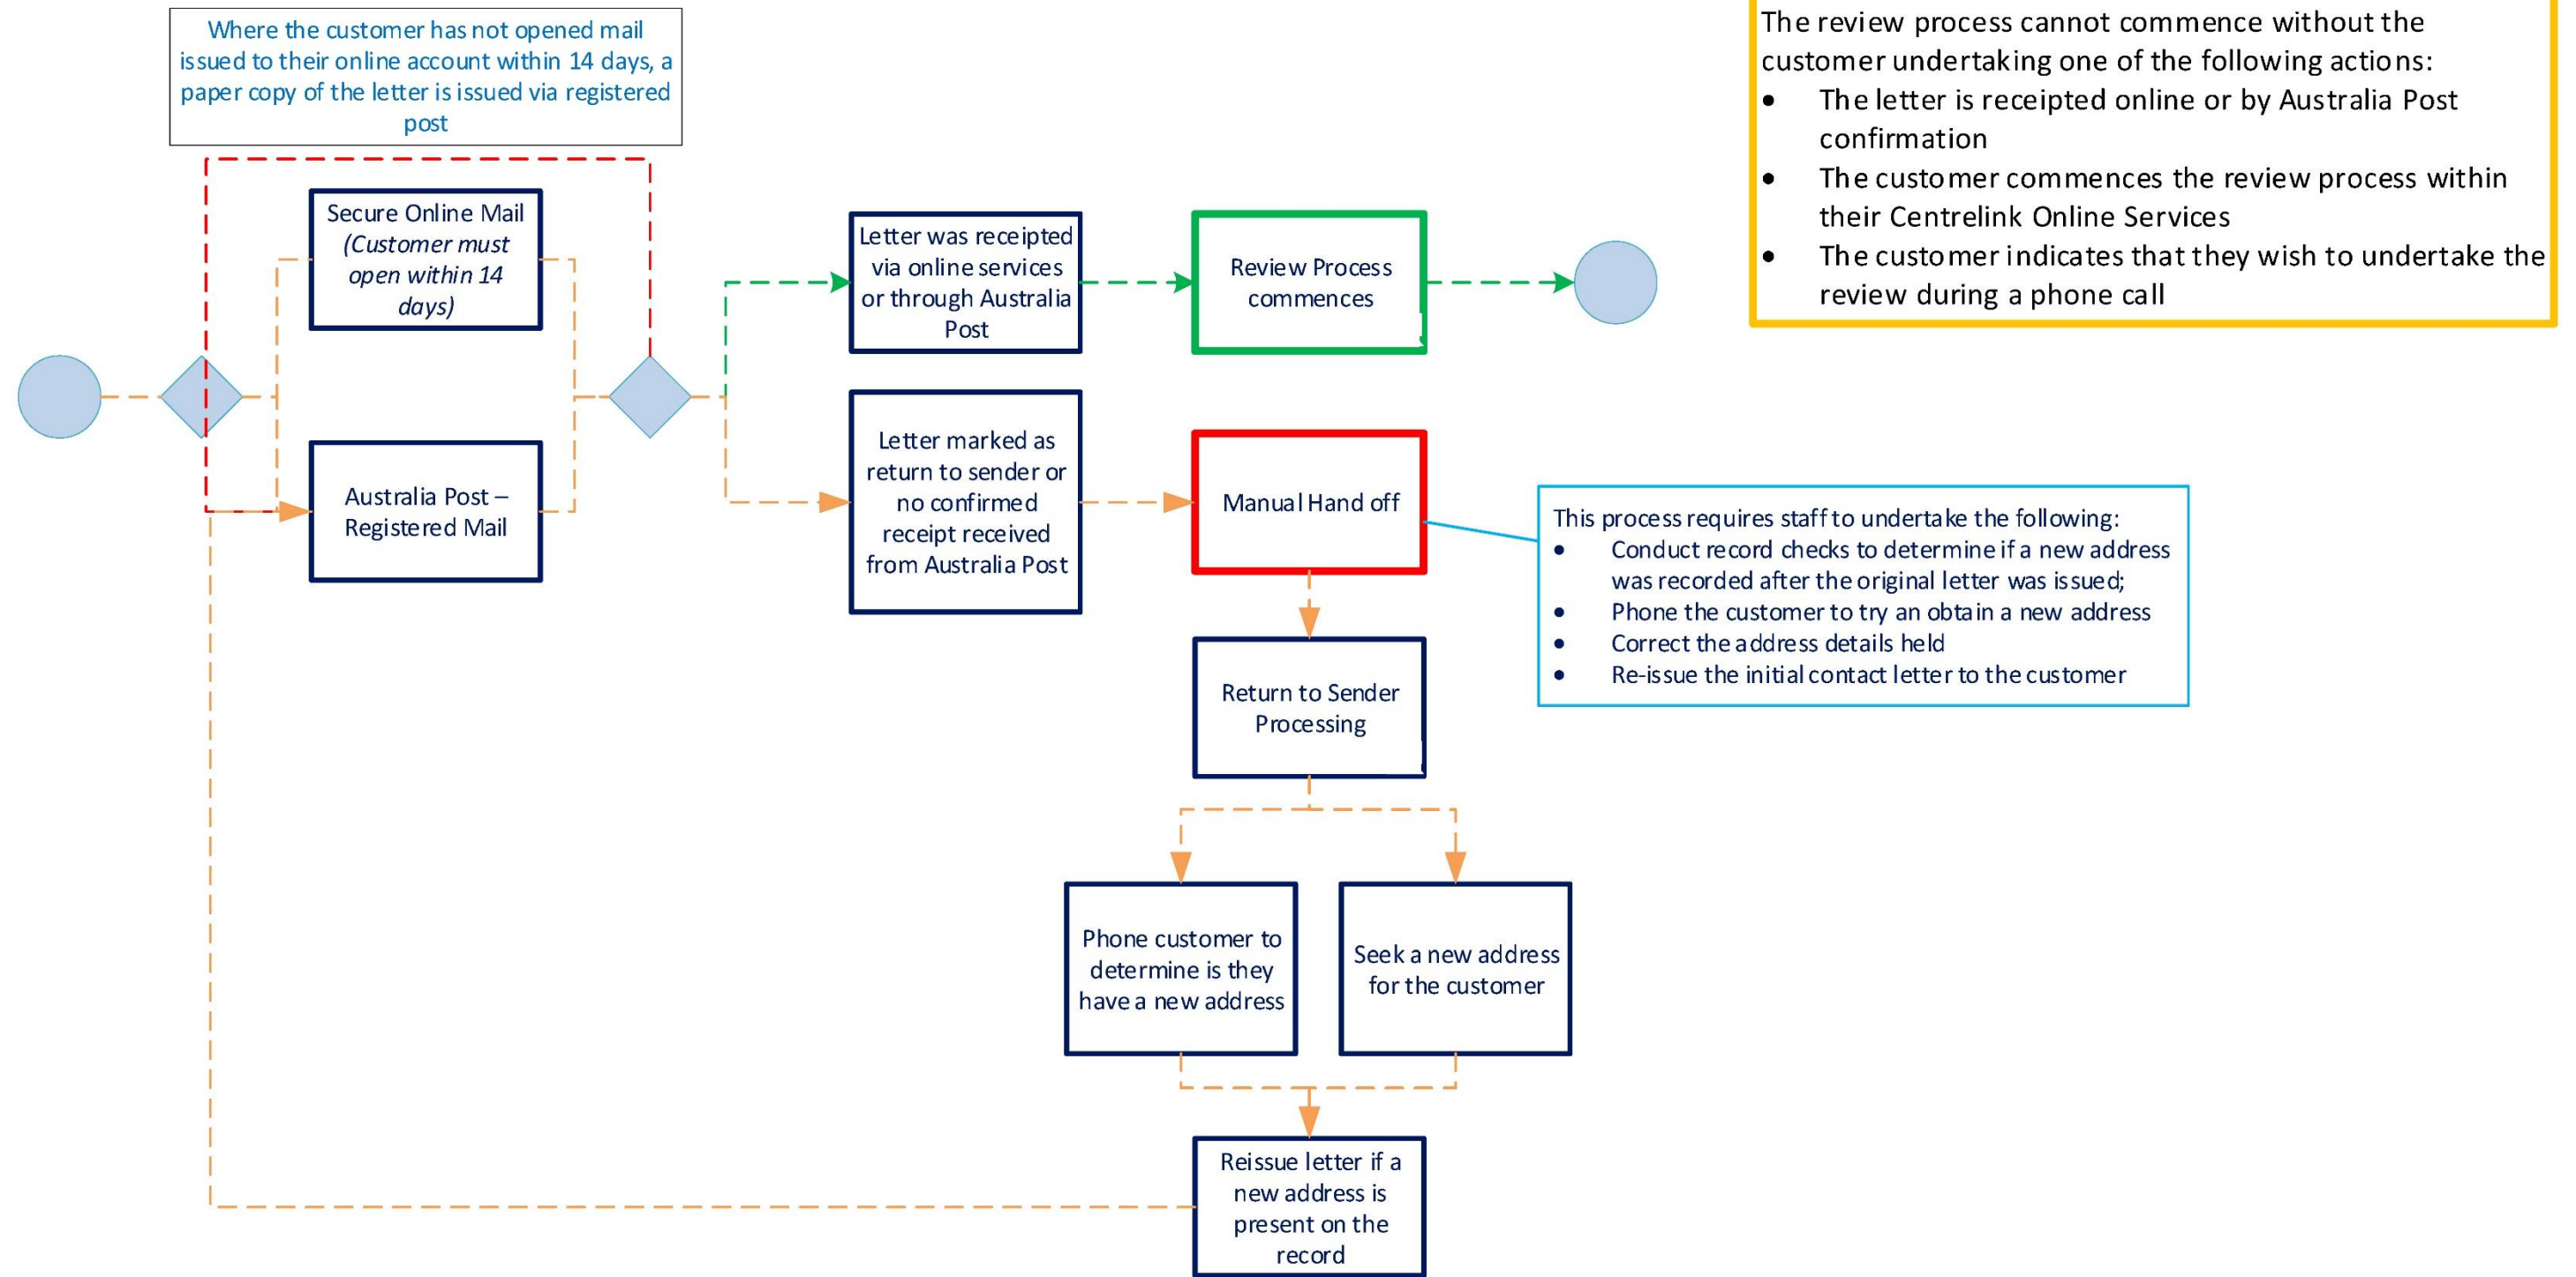 Where the customer has not opened mail
issued to their online account within 14 days, a
paper copy of the letter is issued via registered
post
The review process cannot commence without the
customer undertaking one of the following actions:
• The letter is receipted online or by Australia Post
confirmation
• The customer commences the review process within
their Centrelink Online Services
• The customer indicates that they wish to undertake the
review during a phone call
Secure Online Mail
(Customer must
open within 14
days)
Letter was receipted
via online services
or through Australia
Post
Review Process
commences
Australia Post –
Registered Mail
Letter marked as
return to sender or
no confirmed
receipt received
from Australia Post
Manual Hand off
This process requires staff to undertake the following:
• Conduct record checks to determine if a new address
was recorded after the original letter was issued;
• Phone the customer to try an obtain a new address
• Correct the address details held
• Re-issue the initial contact letter to the customer
Return to Sender
Processing
Phone customer to
determine is they
have a new address
Seek a new address
for the customer
Reissue letter if a
new address is
present on the
record